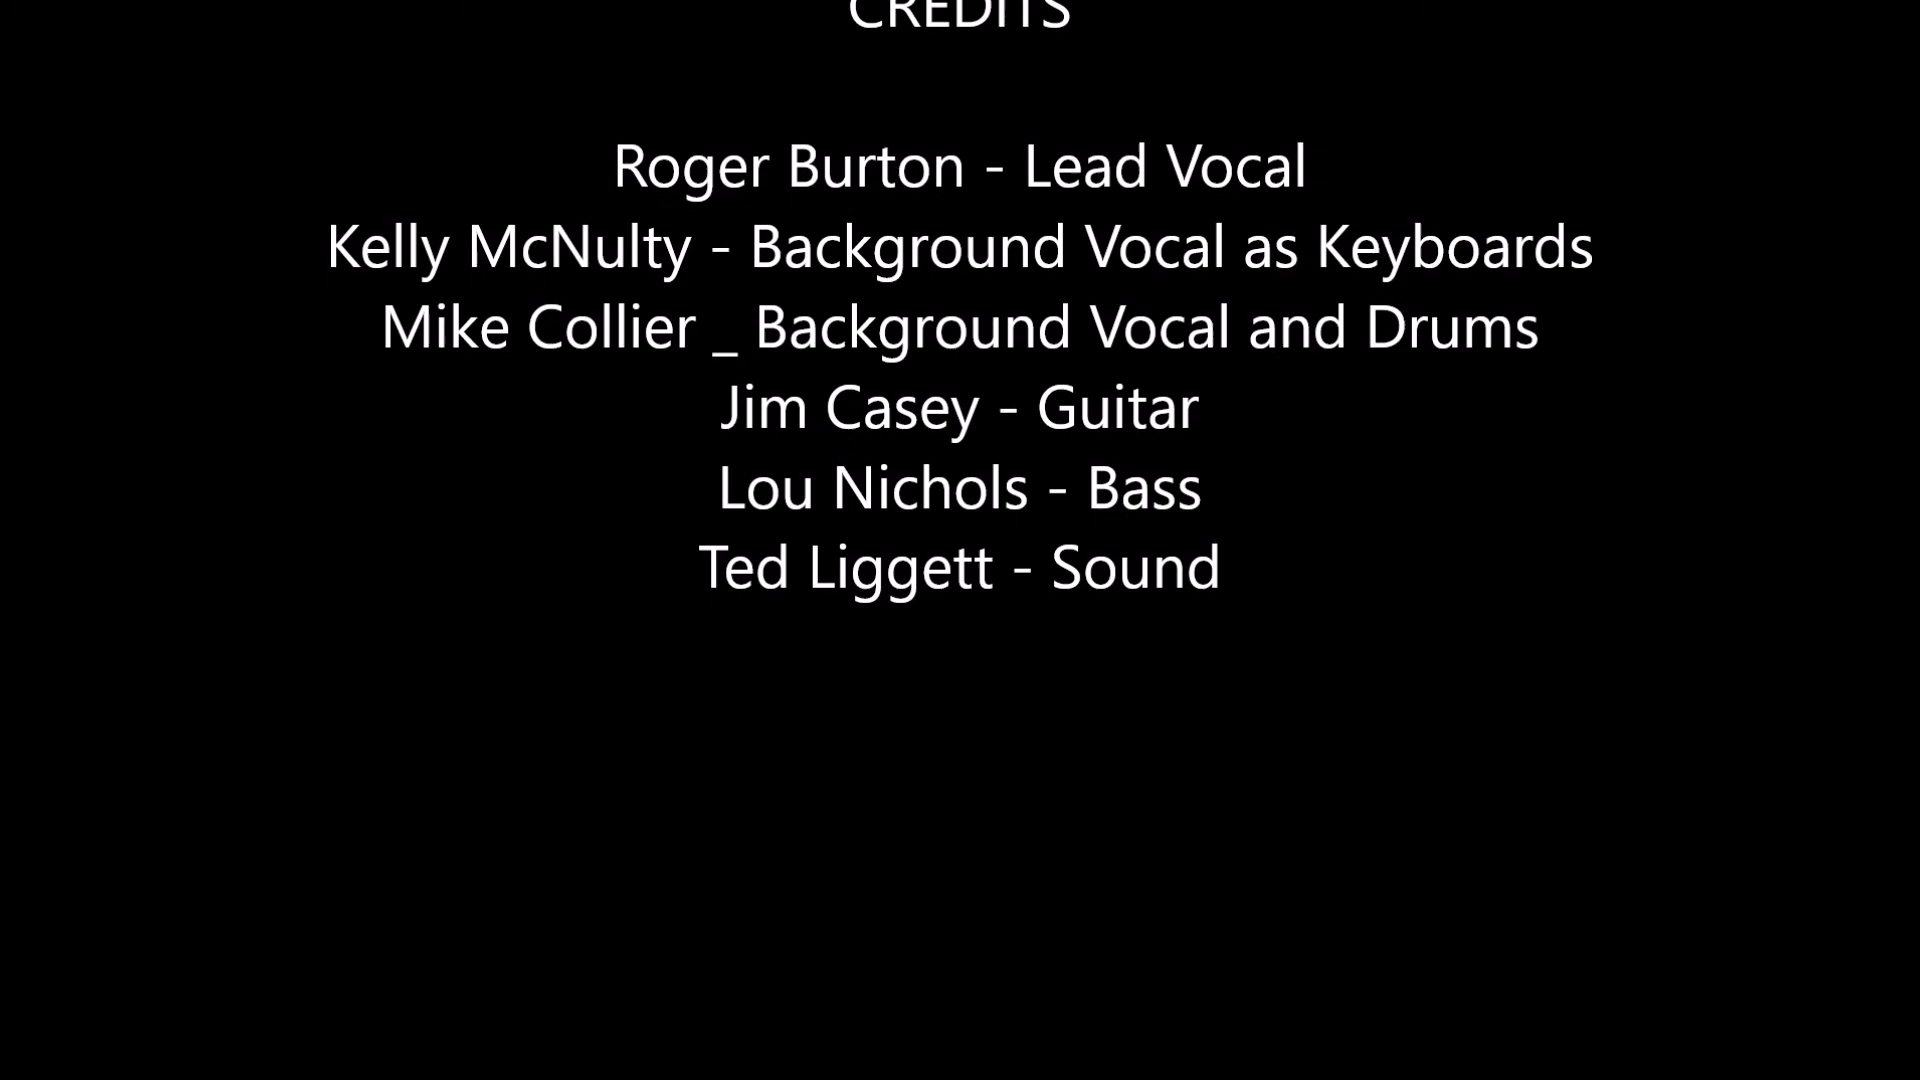 CREDITS
Roger Burton - Lead Vocal
Kelly McNulty - Background Vocal as Keyboards
Mike Collier _ Background Vocal and Drums
Jim Casey - Guitar
Lou Nichols - Bass
Ted Liggett - Sound